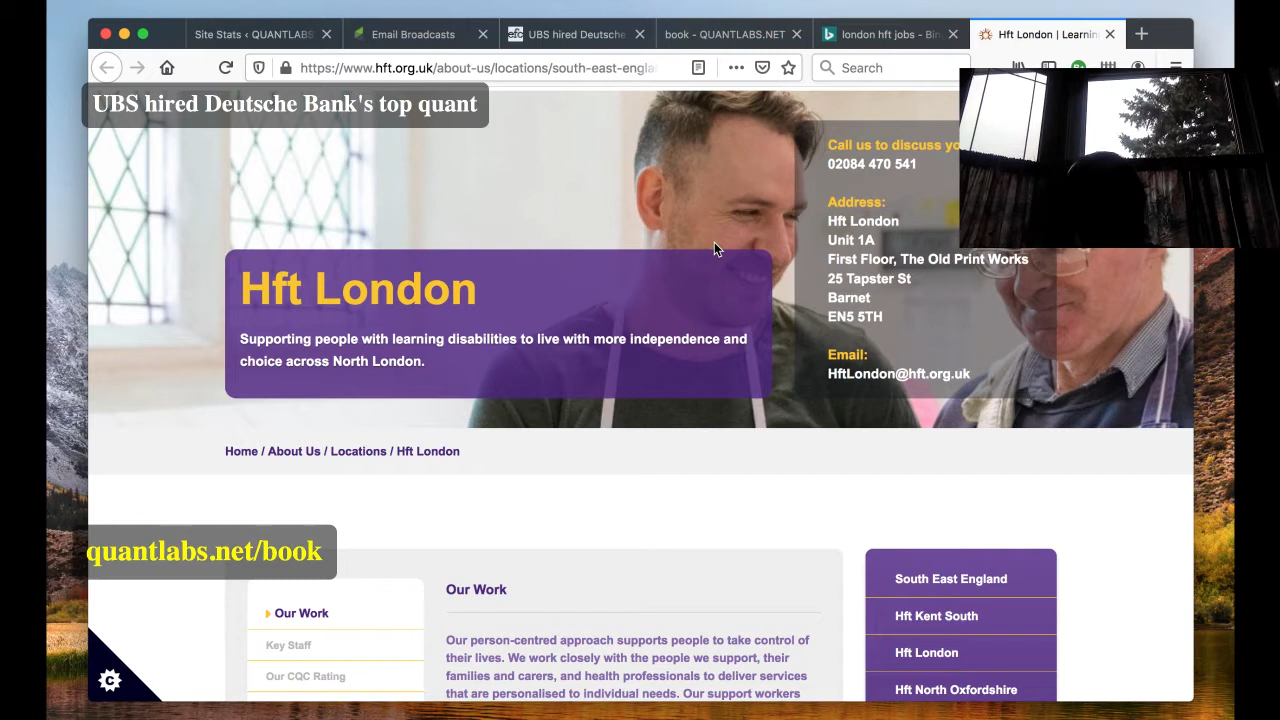 Site Stats ‹ QUANTLABS
Email Broadcasts
efc
UBS hired Deutsche
book - QUANTLABS.NET
london hft jobs - Bin
Hft London | Learnin
https://www.hft.org.uk/about-us/locations/south-east-engla
Search
UBS hired Deutsche Bank's top quant
Call us to discuss yo
02084 470 541
Address:
Hft London
Unit 1A
First Floor, The Old Print Works
25 Tapster St
Barnet
EN5 5TH
Email:
HftLondon@hft.org.uk
Hft London
Supporting people with learning disabilities to live with more independence and
choice across North London.
Home / About Us / Locations / Hft London
quantlabs.net/book
Our Work
Key Staff
Our CQC Rating
Our Work
Our person-centred approach supports people to take control of
their lives. We work closely with the people we support, their
families and carers, and health professionals to deliver services
that are personalised to individual needs. Our support workers
South East England
Hft Kent South
Hft London
Hft North Oxfordshire
C